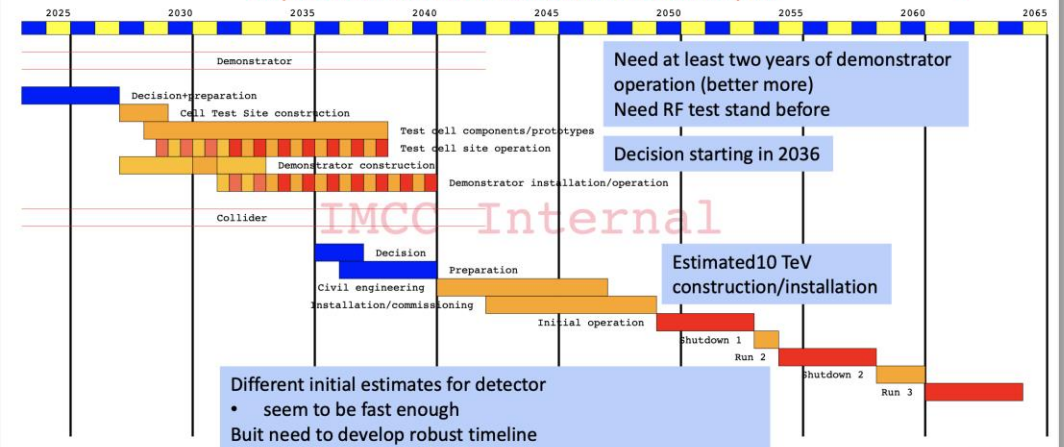 2025 2030 2035 2040 2045 2050 2055 2060 2065
Need at least two years of demonstrator
operation (better more)
Need RF test stand before
Demonstrator
Decision+preparation
Cell Test Site construction
Test cell components/prototypes
Test cell site operation
Decision starting in 2036
Demonstrator construction
Demonstrator installation/operation
IMCC Internal
Collider
Decision
Estimated10 TeV
construction/installation
Preparation
Civil engineering
Installation/commissioning
Initial operation
Shutdown 1
Run 2
Shutdown 2
Run 3
Different initial estimates for detector
• seem to be fast enough
Buit need to develop robust timeline